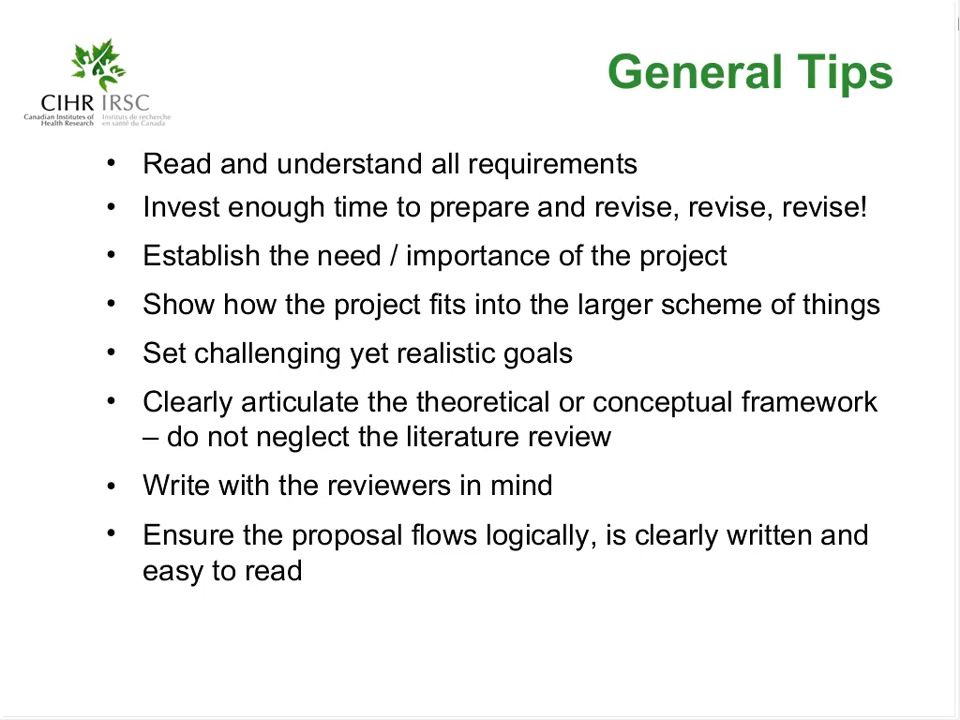 General Tips
CIHR IRSC
Canadian Institutes of Instituts de recherche
Health Research en santé du Canada
• Read and understand all requirements
• Invest enough time to prepare and revise, revise, revise!
• Establish the need / importance of the project
• Show how the project fits into the larger scheme of things
• Set challenging yet realistic goals
• Clearly articulate the theoretical or conceptual framework
– do not neglect the literature review
• Write with the reviewers in mind
• Ensure the proposal flows logically, is clearly written and
easy to read